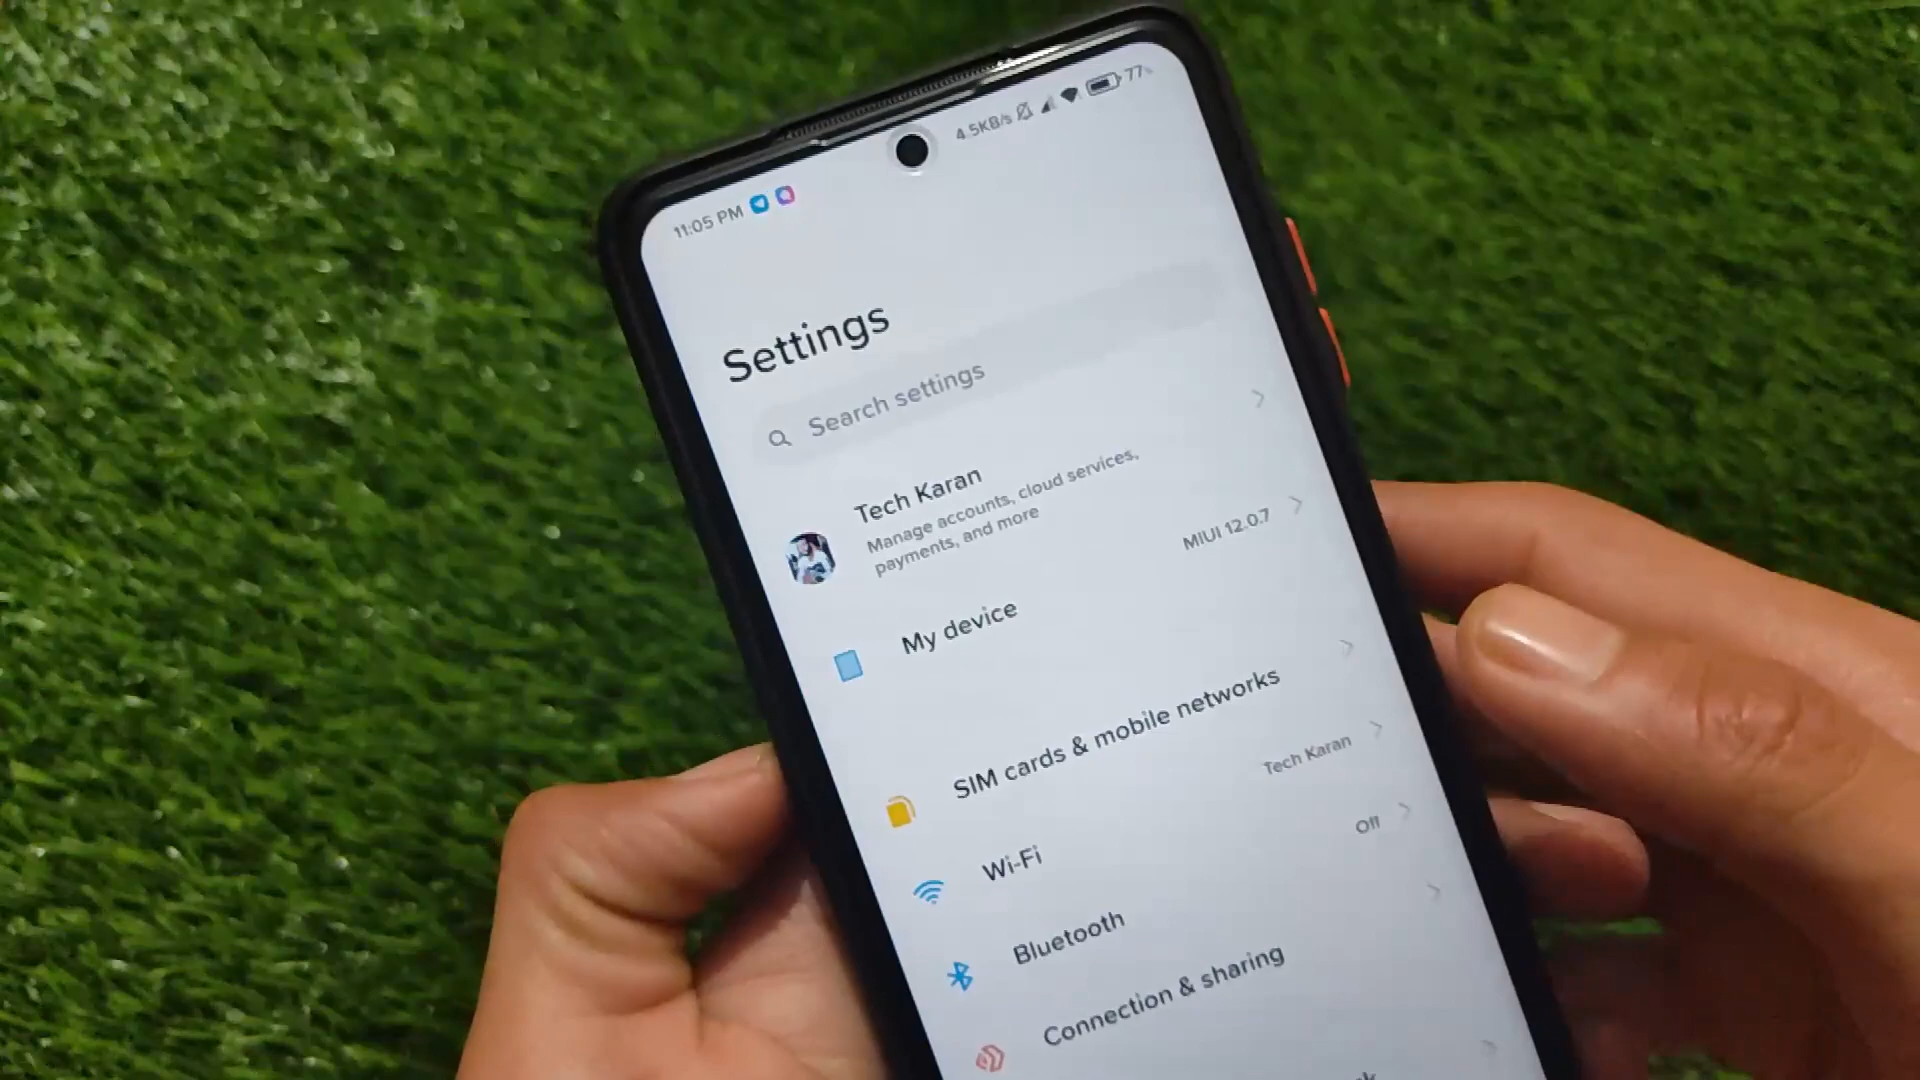 11:05 PM
4.5KB/s
77
Settings
Search settings
Tech Karan
Manage accounts, cloud services,
payments, and more
My device
MIUI 12.0.7
SIM cards & mobile networks
Wi-Fi
Tech Karan
Bluetooth
Off
Connection & sharing